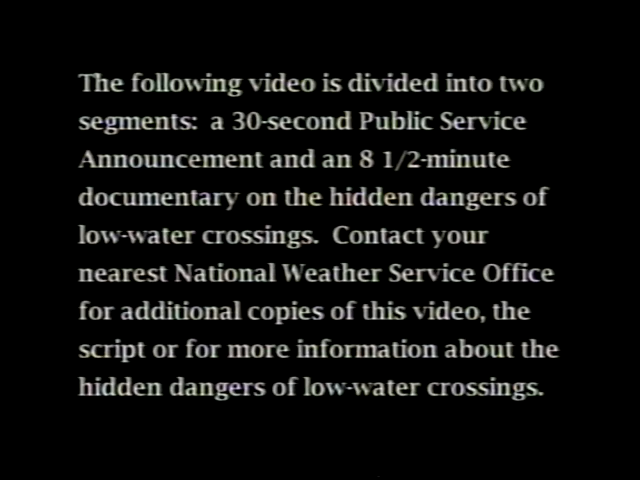 The following video is divided into two
segments:  a 30-second Public Service
Announcement and an 8 1/2-minute
documentary on the hidden dangers of
low-water crossings.  Contact your
nearest National Weather Service Office
for additional copies of this video, the
script or for more information about the
hidden dangers of low-water crossings.